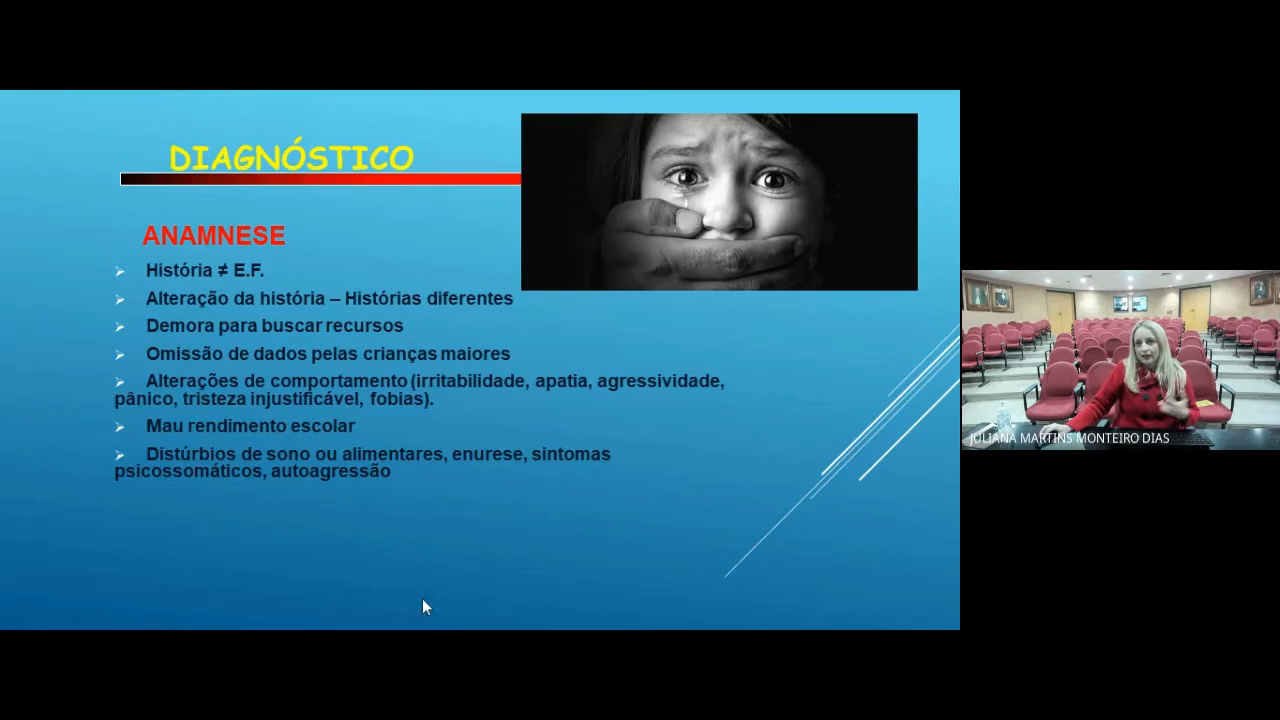 DIAGNÓSTICO
ANAMNESE
História ≠ E.F.
Alteração da história – Histórias diferentes
Demora para buscar recursos
Omissão de dados pelas crianças maiores
Alterações de comportamento (irritabilidade, apatia, agressividade,
pânico, tristeza injustificável, fobias).
Mau rendimento escolar
Distúrbios de sono ou alimentares, enurese, sintomas
psicossomáticos, autoagressão
JULIANA MARTINS MONTEIRO DIAS